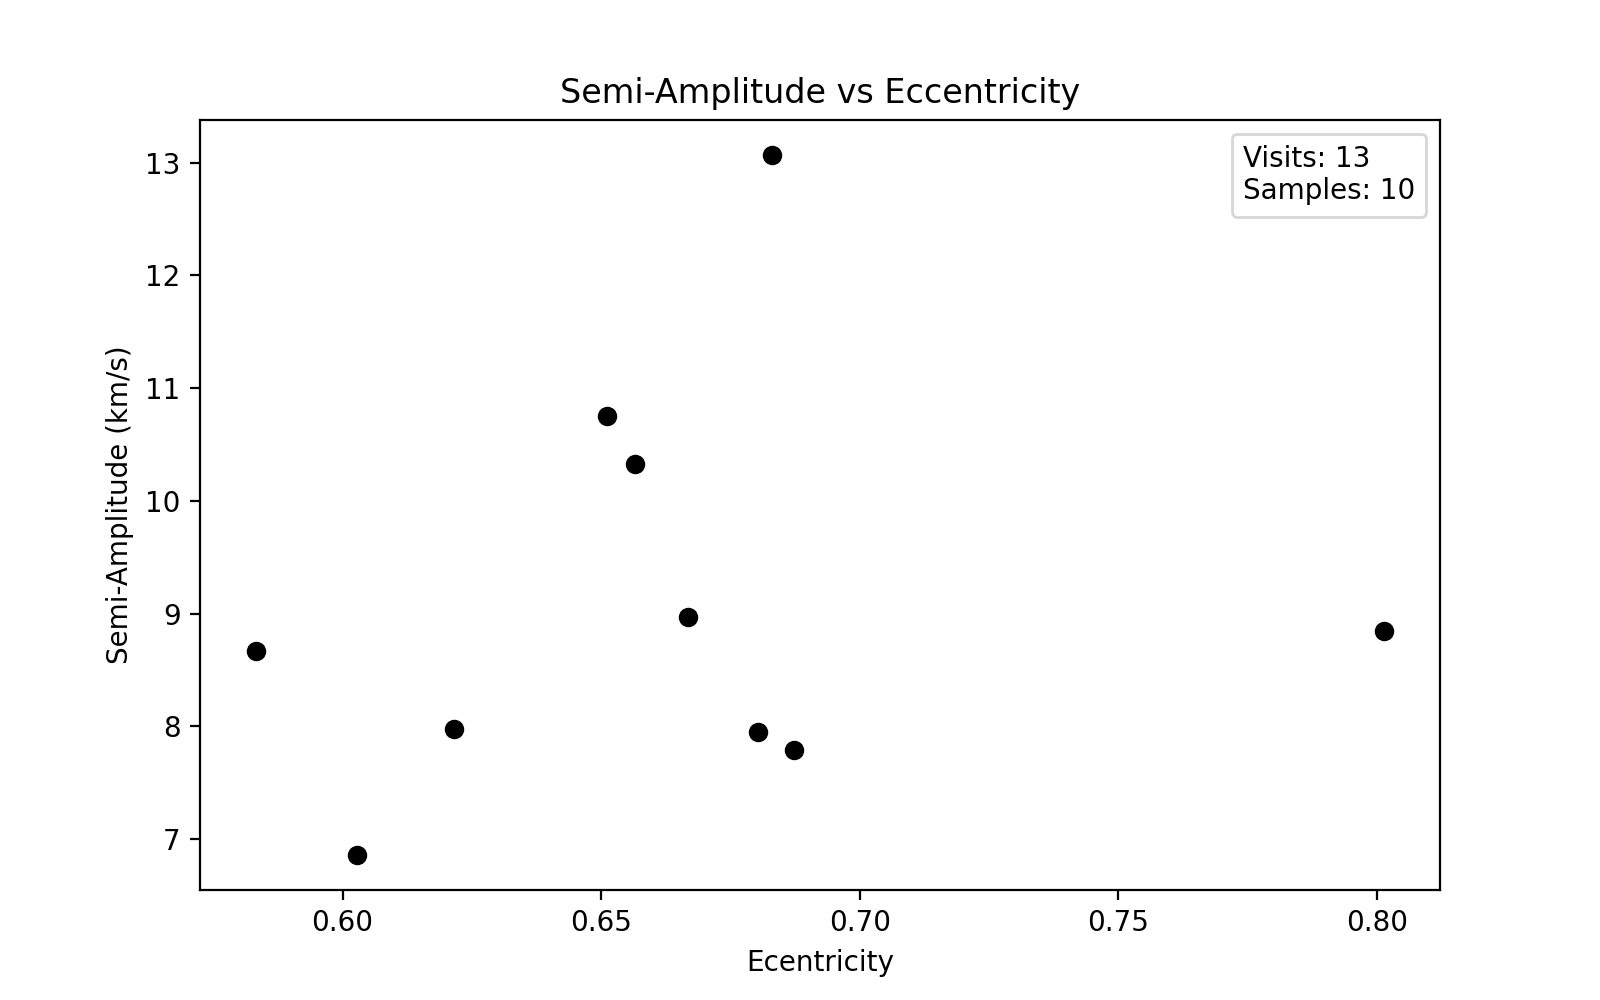 Semi-Amplitude vs Eccentricity
Visits: 13
Samples: 10
13
12
11
10
9
8
7
Semi-Amplitude (km/s)
0.60 0.65 0.70 0.75 0.80
Ecentricity